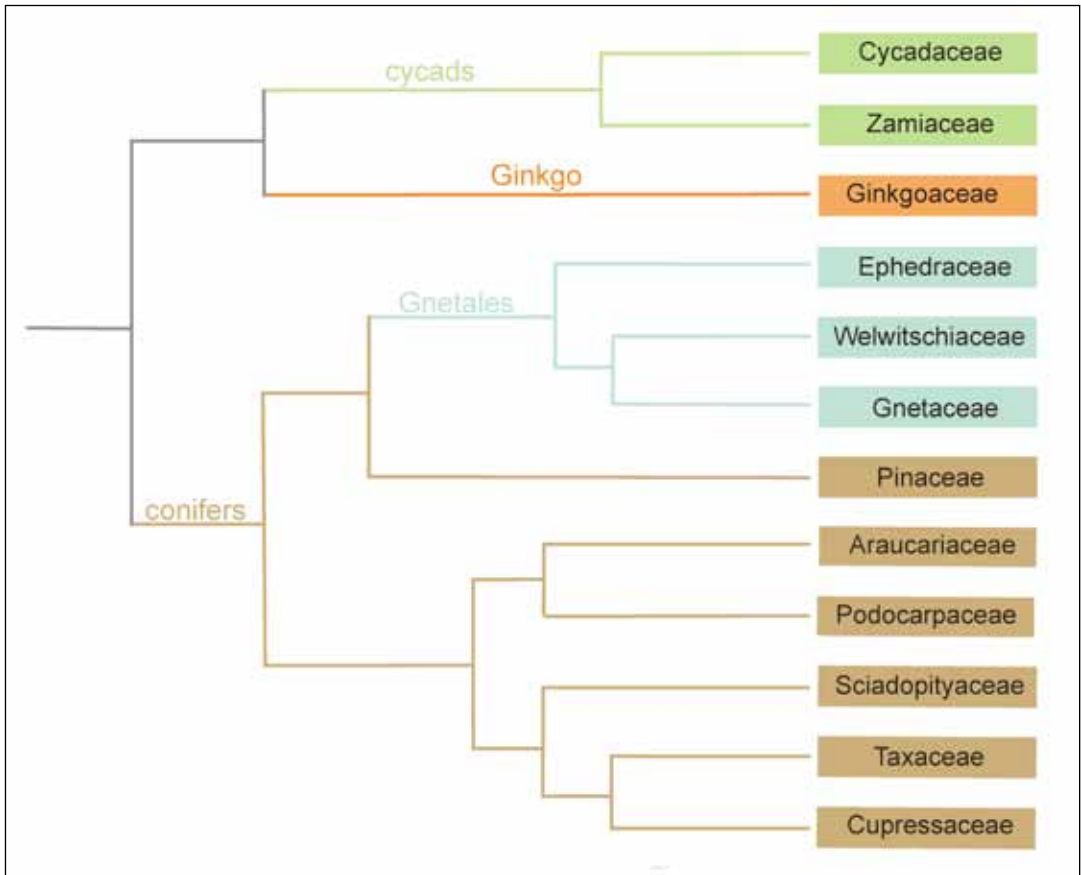 cycads
Cycadaceae
Zamiaceae
Ginkgo
Ginkgoaceae
Gnetales
Ephedraceae
Welwitschiaceae
Gnetaceae
Pinaceae
conifers
Araucariaceae
Podocarpaceae
Sciadopityaceae
Taxaceae
Cupressaceae